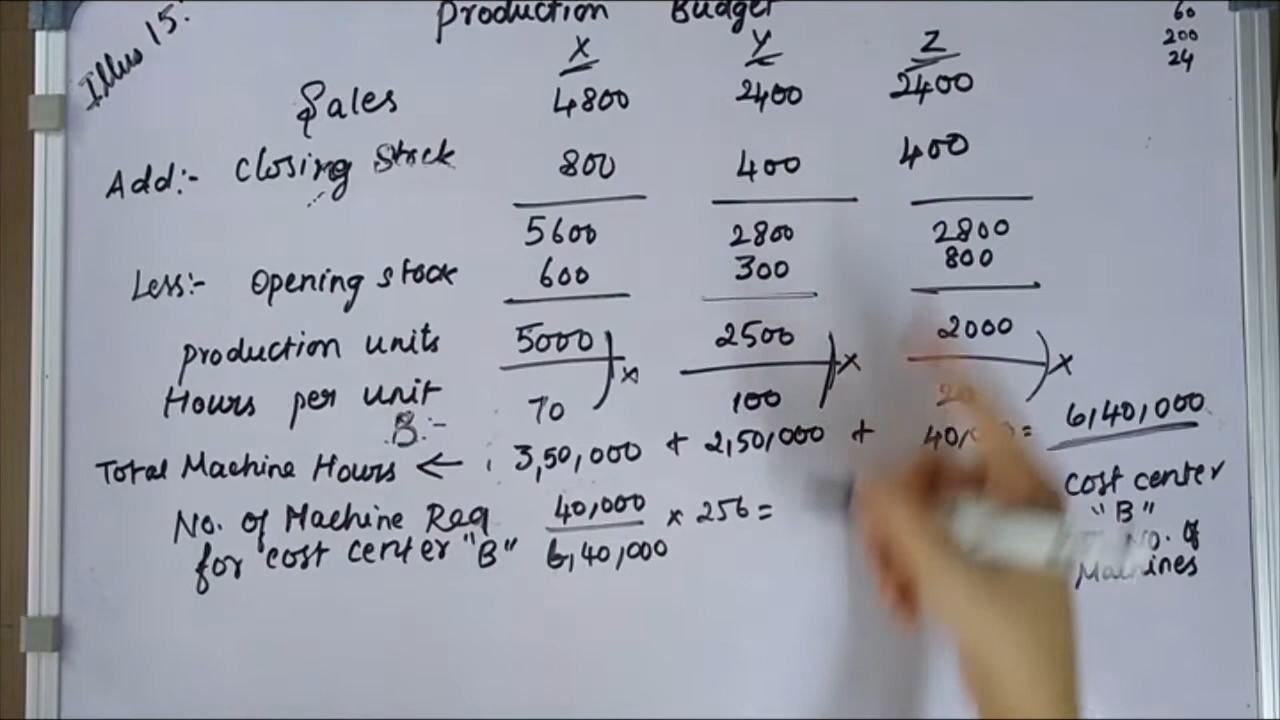 Illus 15:
Production Budget
60
200
24
X Y Z
Sales 4800 2400 2400
Add:- Closing Stock 800 400 400
5600 2800 2800
Less:- Opening stock 600 300 800
production units 5000 2500 2000
x x x
Hours per unit 70 100
B:-
Total Machine Hours ← 3,50,000 + 2,50,000 + = 6,40,000
No. of Machine Req 40,000 x 256 =
for cost center "B" 6,40,000
cost center
"B"
No. of
Machines